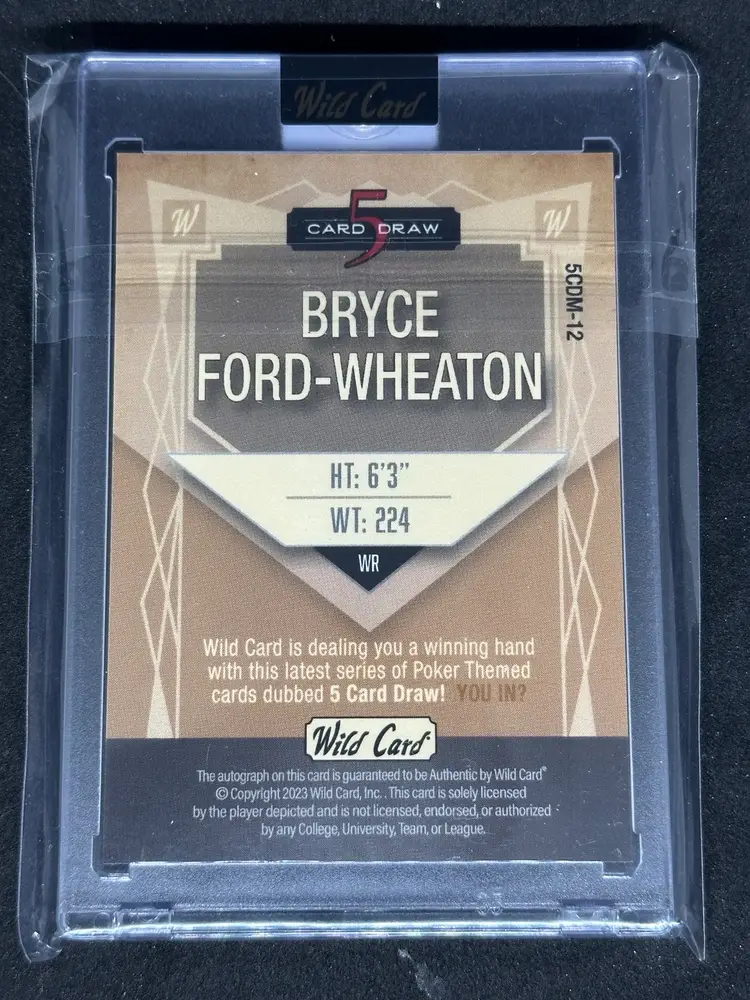 Wild Card
W
W
5
CARD DRAW
5CDM-12
BRYCE
FORD-WHEATON
HT: 6'3"
WT: 224
WR
Wild Card is dealing you a winning hand
with this latest series of Poker Themed
cards dubbed 5 Card Draw! YOU IN?
Wild Card
The autograph on this card is guaranteed to be Authentic by Wild Card®
© Copyright 2023 Wild Card, Inc. . This card is solely licensed
by the player depicted and is not licensed, endorsed, or authorized
by any College, University, Team, or League.